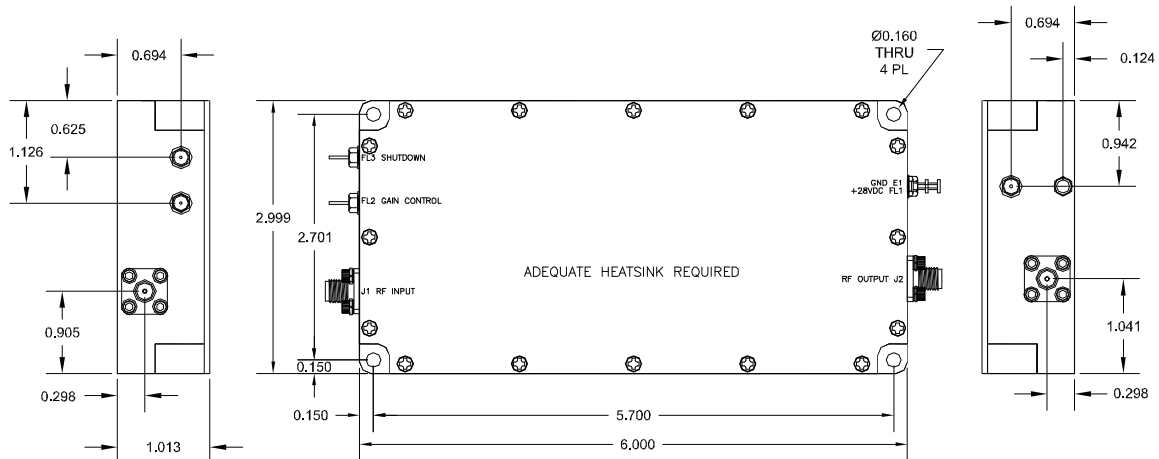 0.694
0.625
1.126
0.905
0.298
1.013
Ø0.160
THRU
4 PL
FL3 SHUTDOWN
FL2 GAIN CONTROL
GND E1
+28VDC FL1
2.999
2.701
ADEQUATE HEATSINK REQUIRED
J1 RF INPUT
RF OUTPUT J2
0.150
0.150
5.700
6.000
0.694
0.124
0.942
1.041
0.298